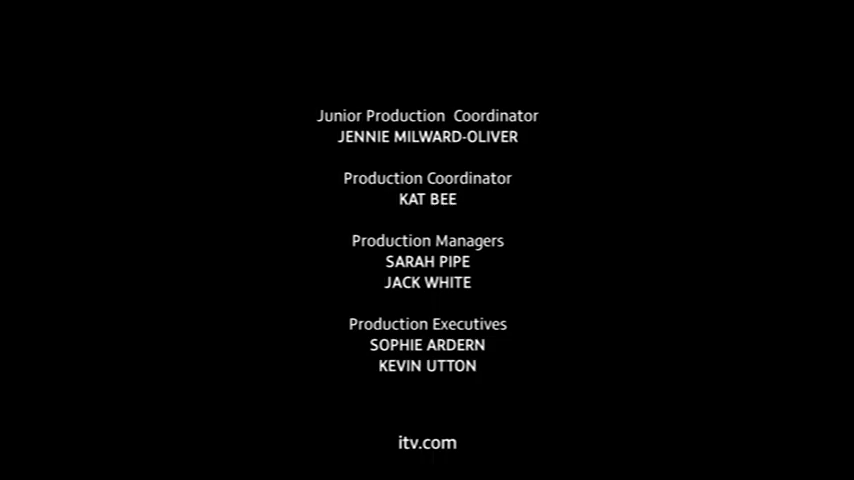 Junior Production Coordinator
JENNIE MILWARD-OLIVER
Production Coordinator
KAT BEE
Production Managers
SARAH PIPE
JACK WHITE
Production Executives
SOPHIE ARDERN
KEVIN UTTON
itv.com